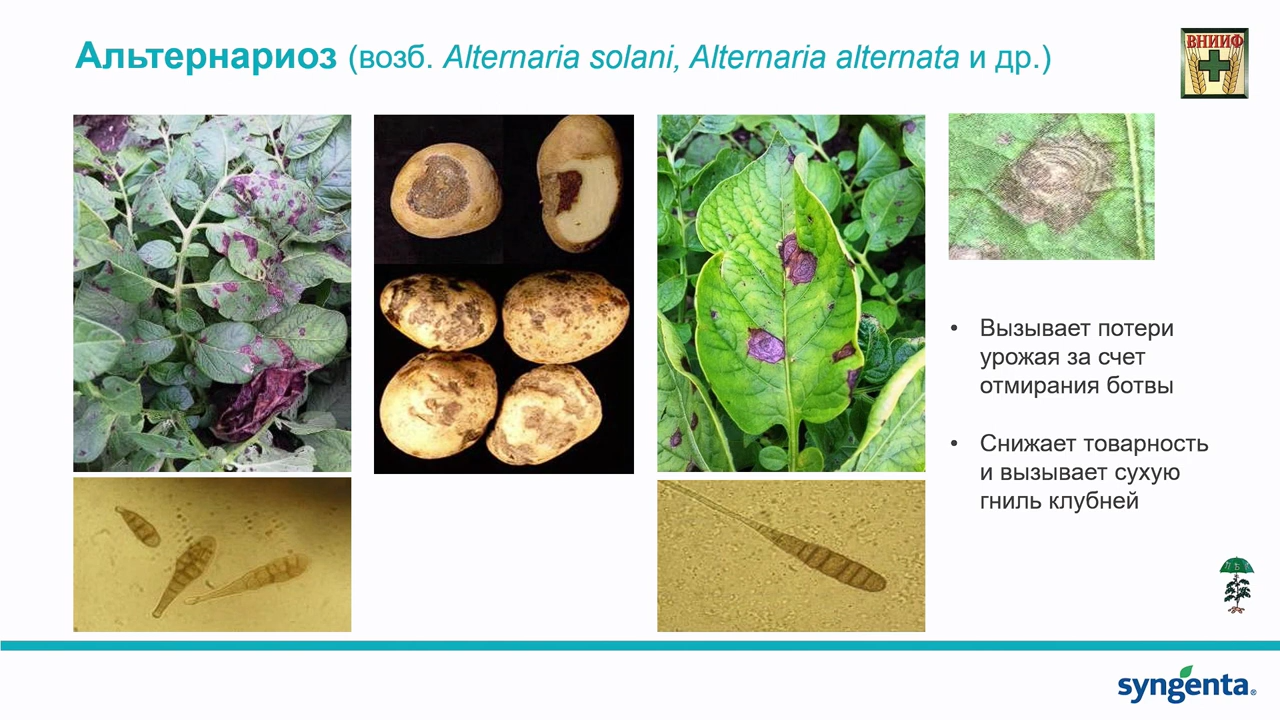 Альтернариоз (возб. Alternaria solani, Alternaria alternata и др.)
ВНИИФ
• Вызывает потери
урожая за счет
отмирания ботвы
• Снижает товарность
и вызывает сухую
гниль клубней
syngenta®